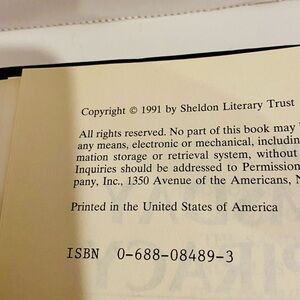 Copyright © 1991 by Sheldon Literary Trust
All rights reserved. No part of this book may
any means, electronic or mechanical, includin
mation storage or retrieval system, without
Inquiries should be addressed to Permission
pany, Inc., 1350 Avenue of the Americans, N
Printed in the United States of America
ISBN 0-688-08489-3